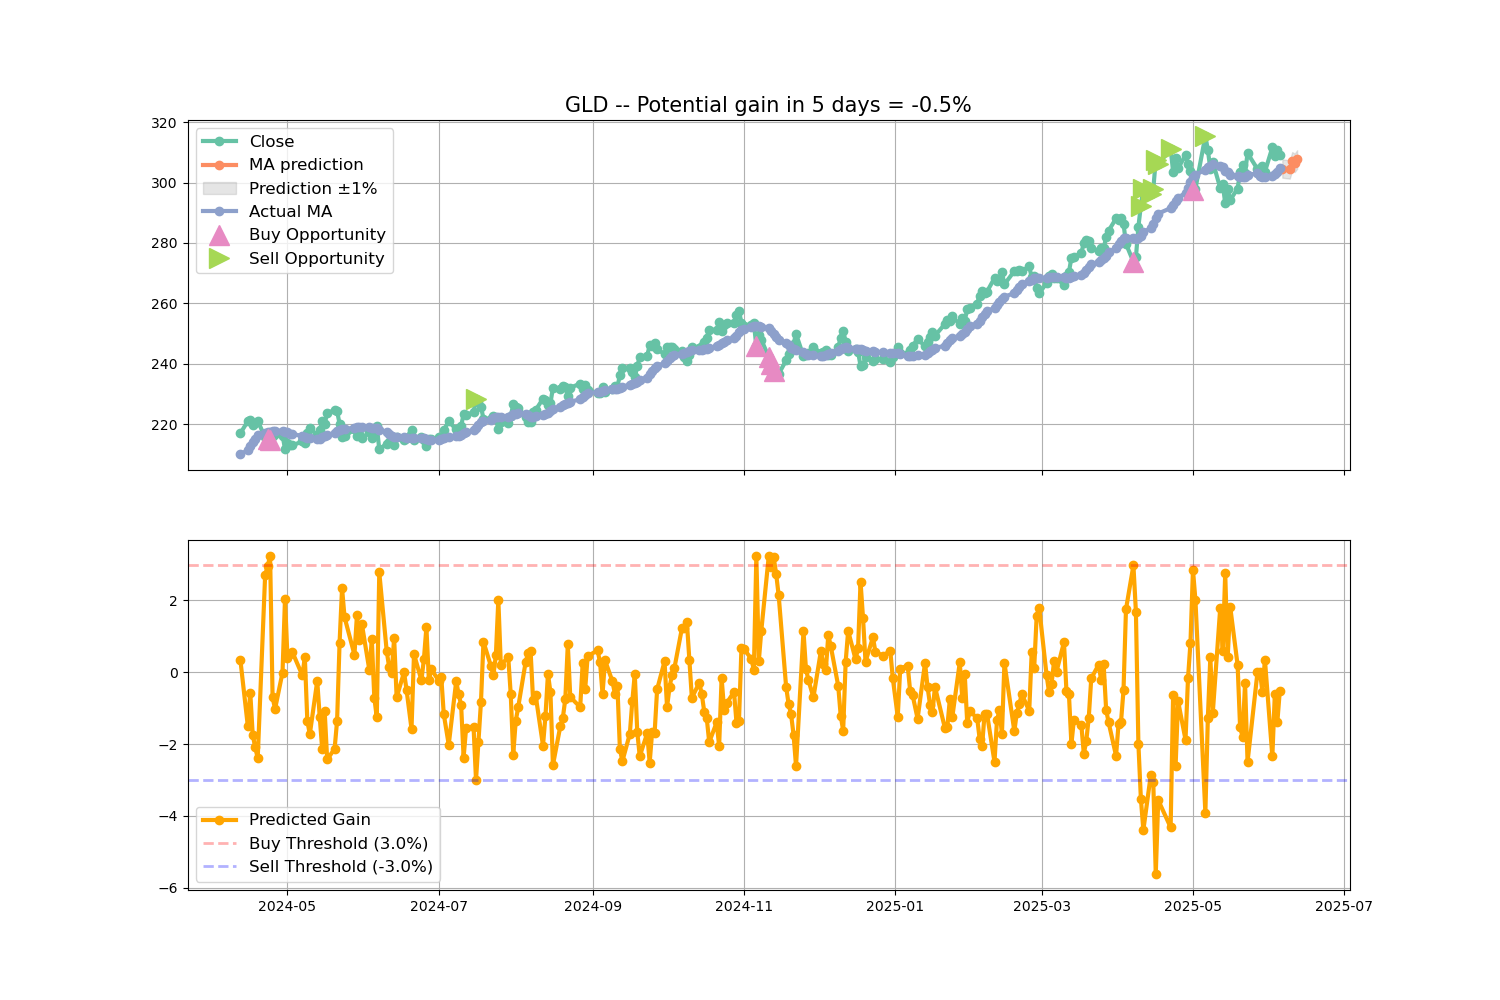 GLD -- Potential gain in 5 days = -0.5%
320
300
280
260
240
220
Close
MA prediction
Prediction ±1%
Actual MA
Buy Opportunity
Sell Opportunity
2
0
−2
−4
−6
Predicted Gain
Buy Threshold (3.0%)
Sell Threshold (-3.0%)
2024-05
2024-07
2024-09
2024-11
2025-01
2025-03
2025-05
2025-07